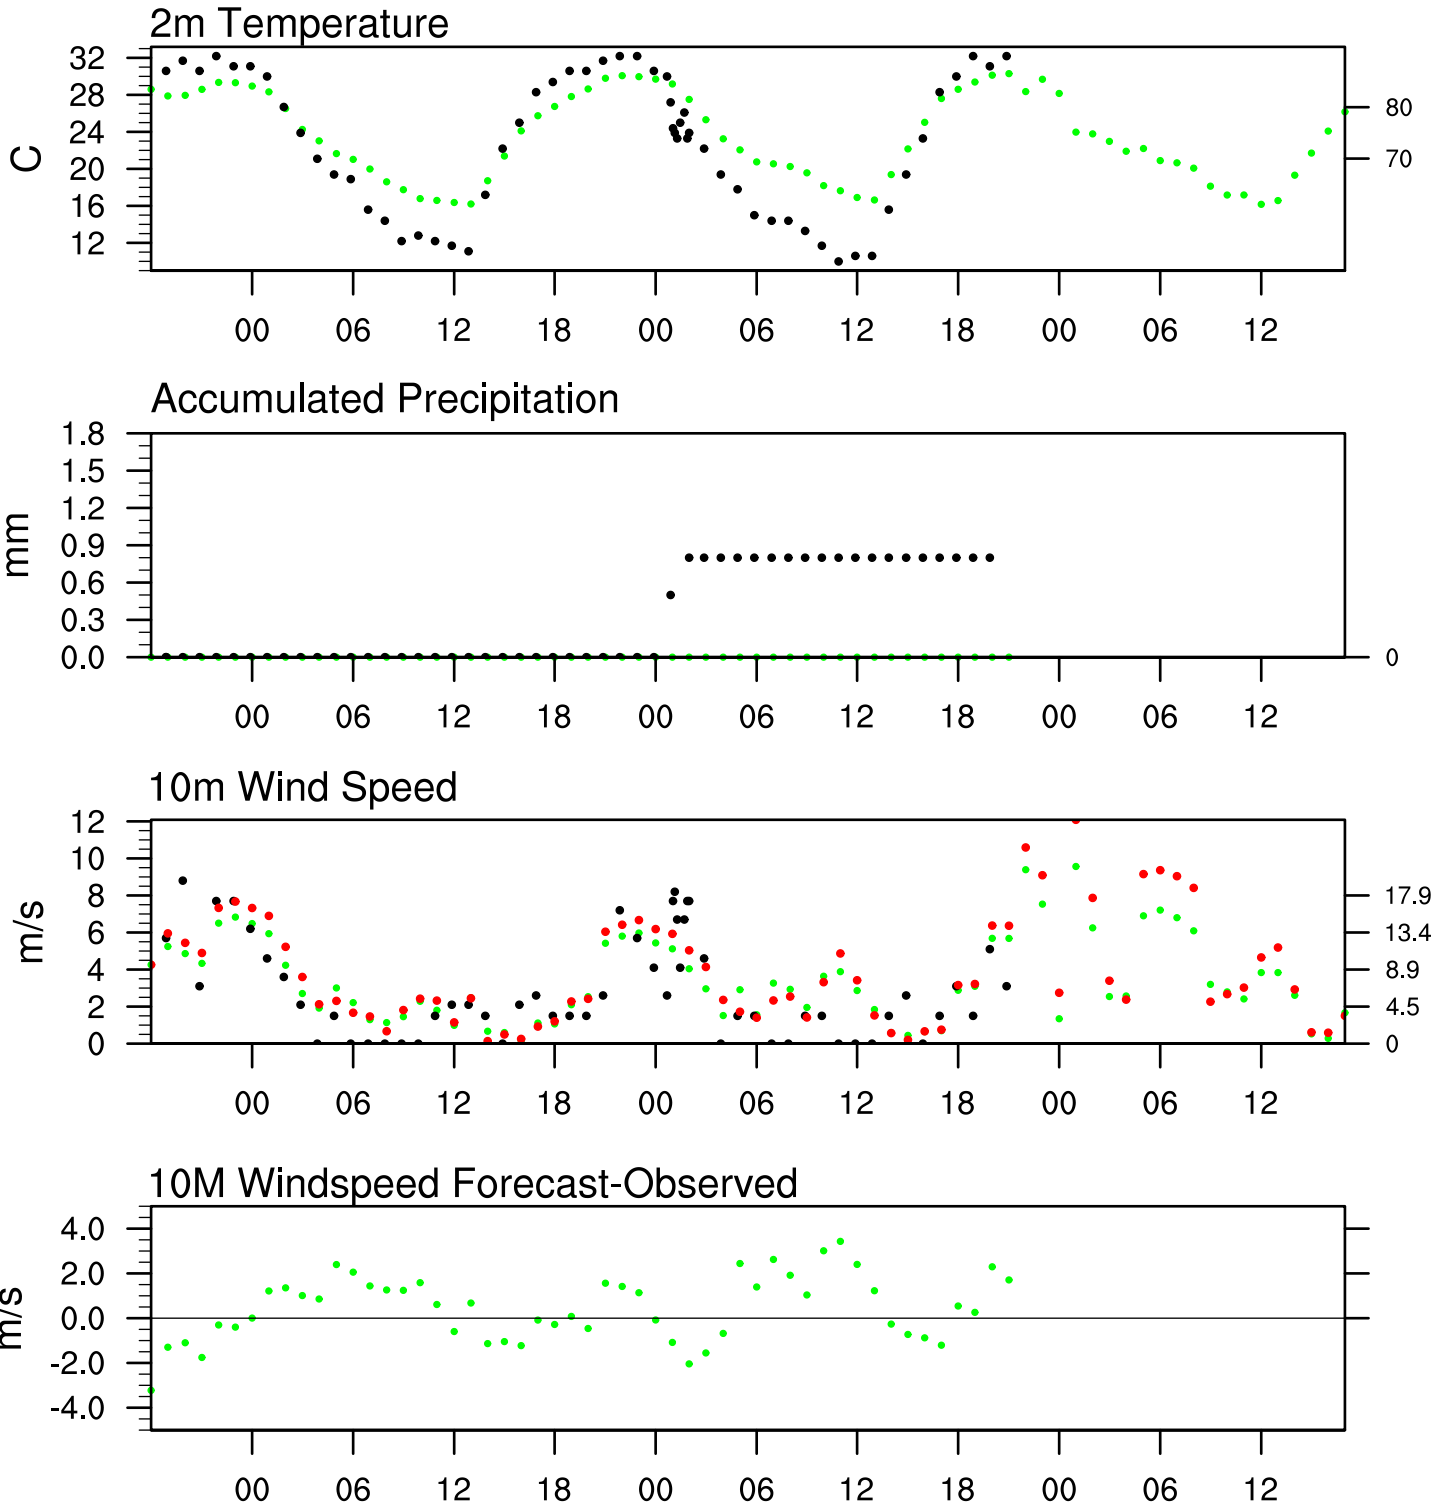 2m Temperature
32
28
24
20
16
12
C
80
70
00 06 12 18 00 06 12 18 00 06 12
Accumulated Precipitation
1.8
1.5
1.2
0.9
0.6
0.3
0.0
mm
0
00 06 12 18 00 06 12 18 00 06 12
10m Wind Speed
12
10
8
6
4
2
0
m/s
17.9
13.4
8.9
4.5
0
00 06 12 18 00 06 12 18 00 06 12
10M Windspeed Forecast-Observed
4.0
2.0
0.0
-2.0
-4.0
m/s
00 06 12 18 00 06 12 18 00 06 12